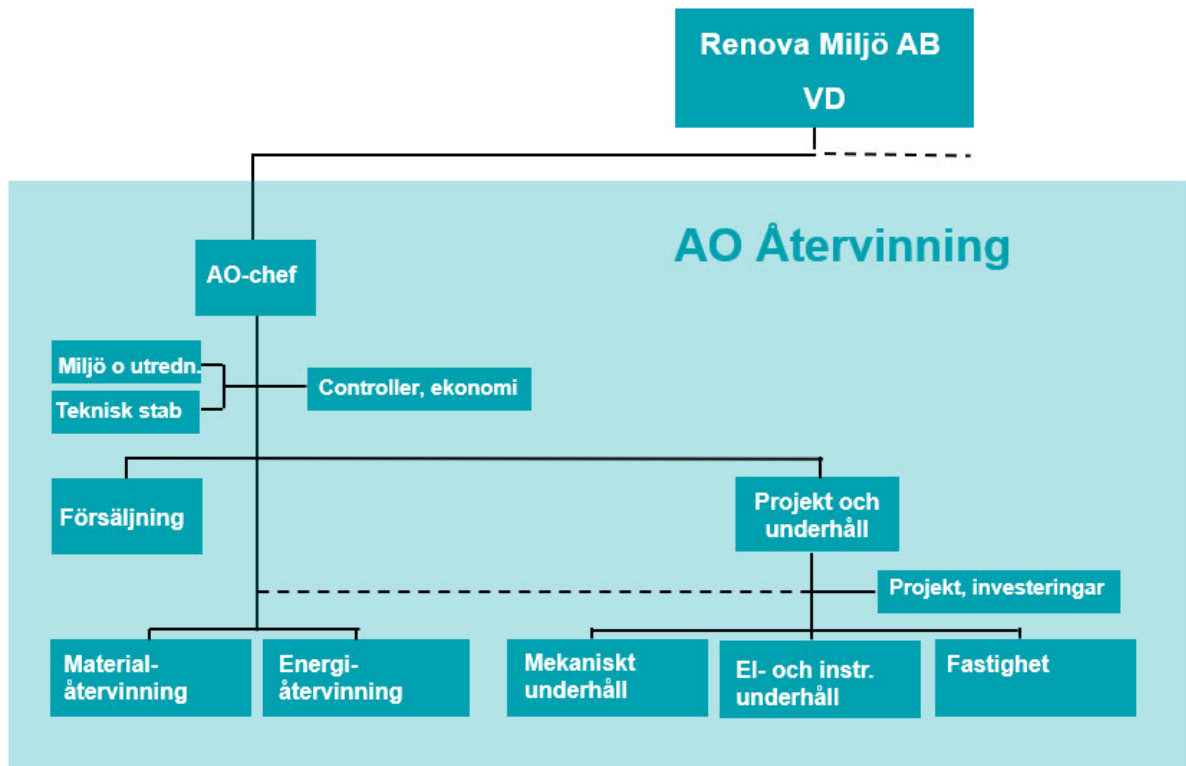 Renova Miljö AB
VD
AO Återvinning
AO-chef
Miljö o utredn.
Teknisk stab
Controller, ekonomi
Försäljning
Projekt och
underhåll
Projekt, investeringar
Material-
återvinning
Energi-
återvinning
Mekaniskt
underhåll
El- och instr.
underhåll
Fastighet